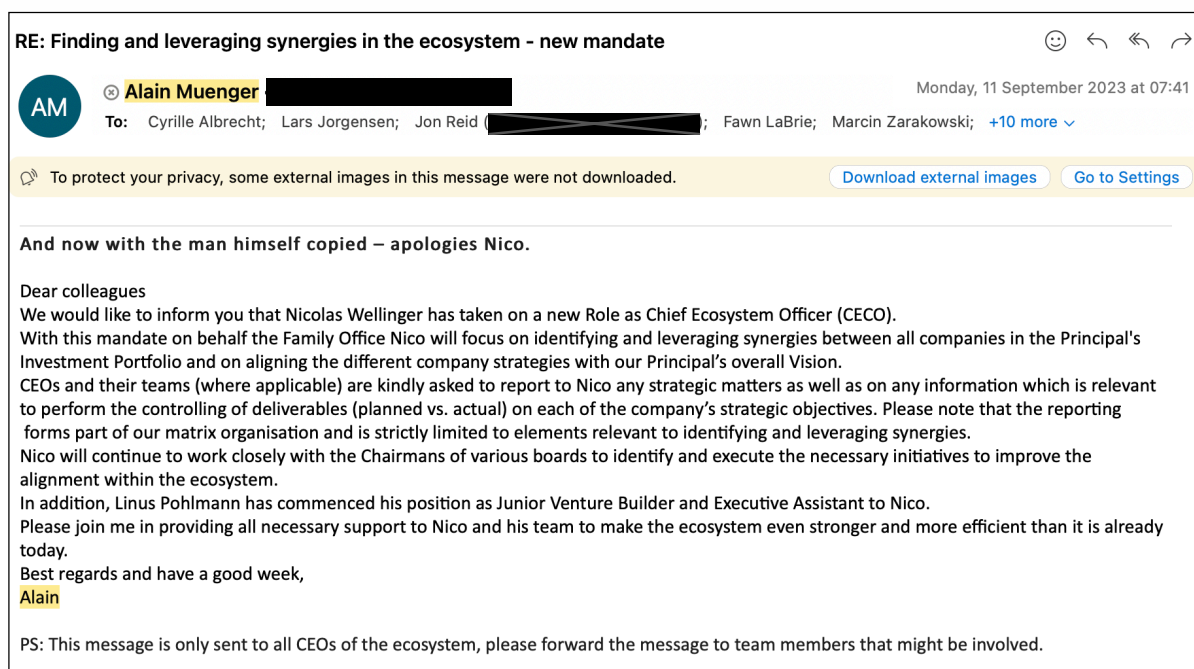 RE: Finding and leveraging synergies in the ecosystem - new mandate
AM
Alain Muenger
Monday, 11 September 2023 at 07:41
To: Cyrille Albrecht; Lars Jorgensen; Jon Reid ( ); Fawn LaBrie; Marcin Zarakowski; +10 more
To protect your privacy, some external images in this message were not downloaded.
Download external images
Go to Settings
And now with the man himself copied – apologies Nico.
Dear colleagues
We would like to inform you that Nicolas Wellinger has taken on a new Role as Chief Ecosystem Officer (CECO).
With this mandate on behalf the Family Office Nico will focus on identifying and leveraging synergies between all companies in the Principal's
Investment Portfolio and on aligning the different company strategies with our Principal’s overall Vision.
CEOs and their teams (where applicable) are kindly asked to report to Nico any strategic matters as well as on any information which is relevant
to perform the controlling of deliverables (planned vs. actual) on each of the company’s strategic objectives. Please note that the reporting
forms part of our matrix organisation and is strictly limited to elements relevant to identifying and leveraging synergies.
Nico will continue to work closely with the Chairmans of various boards to identify and execute the necessary initiatives to improve the
alignment within the ecosystem.
In addition, Linus Pohlmann has commenced his position as Junior Venture Builder and Executive Assistant to Nico.
Please join me in providing all necessary support to Nico and his team to make the ecosystem even stronger and more efficient than it is already
today.
Best regards and have a good week,
Alain
PS: This message is only sent to all CEOs of the ecosystem, please forward the message to team members that might be involved.